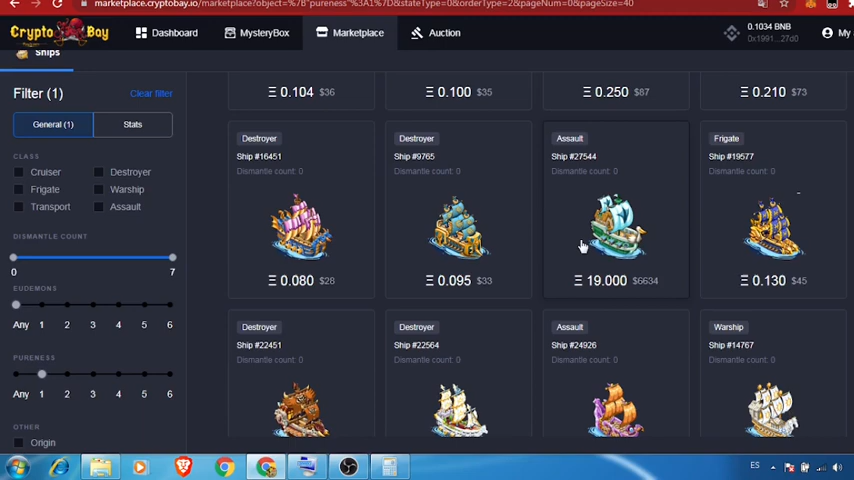 marketplace.cryptobay.io/marketplace?object=%7B"pureness"%3A1%7D&stateType=0&orderType=2&pageNum=0&pageSize=40
Crypto Bay
Dashboard
MysteryBox
Marketplace
Auction
0.1034 BNB
0x1991...27d0
My
Ships
Filter (1)
Clear filter
General (1)
Stats
CLASS
Cruiser
Destroyer
Frigate
Warship
Transport
Assault
DISMANTLE COUNT
0
7
EUDEMONS
Any 1 2 3 4 5 6
PURENESS
Any 1 2 3 4 5 6
OTHER
Origin
Ξ 0.104 $36
Ξ 0.100 $35
Ξ 0.250 $87
Ξ 0.210 $73
Destroyer
Ship #16451
Dismantle count: 0
Ξ 0.080 $28
Destroyer
Ship #9765
Dismantle count: 0
Ξ 0.095 $33
Assault
Ship #27544
Dismantle count: 0
Ξ 19.000 $6634
Frigate
Ship #19577
Dismantle count: 0
Ξ 0.130 $45
Destroyer
Ship #22451
Dismantle count: 0
Destroyer
Ship #22564
Dismantle count: 0
Assault
Ship #24926
Dismantle count: 0
Warship
Ship #14767
Dismantle count: 0
ES